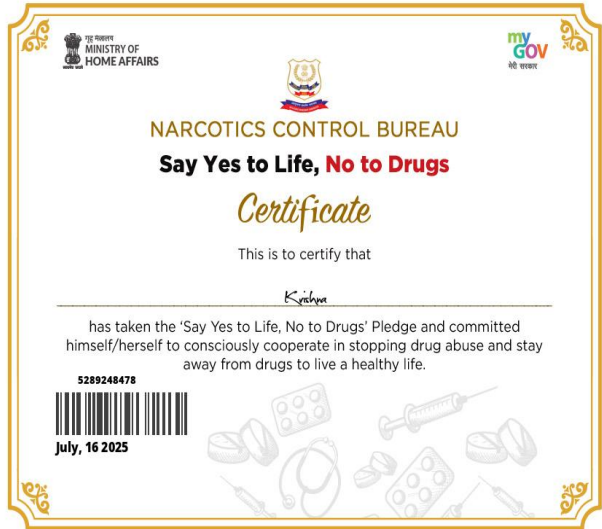 गृह मंत्रालय
MINISTRY OF
HOME AFFAIRS
my
GOV
मेरी सरकार
NARCOTICS CONTROL BUREAU
Say Yes to Life, No to Drugs
Certificate
This is to certify that
Krishna
has taken the ‘Say Yes to Life, No to Drugs’ Pledge and committed
himself/herself to consciously cooperate in stopping drug abuse and stay
away from drugs to live a healthy life.
5289248478
July, 16 2025